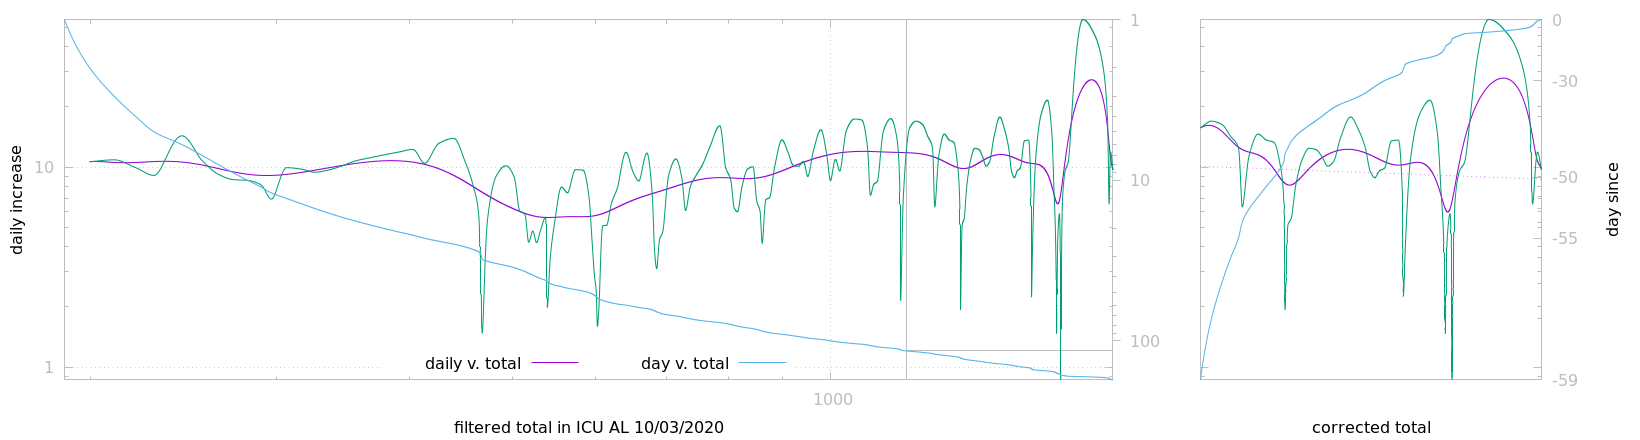 daily increase
10
1
daily v. total
day v. total
1000
filtered total in ICU AL 10/03/2020
1
10
100
0
-30
-50
-55
-59
day since
corrected total